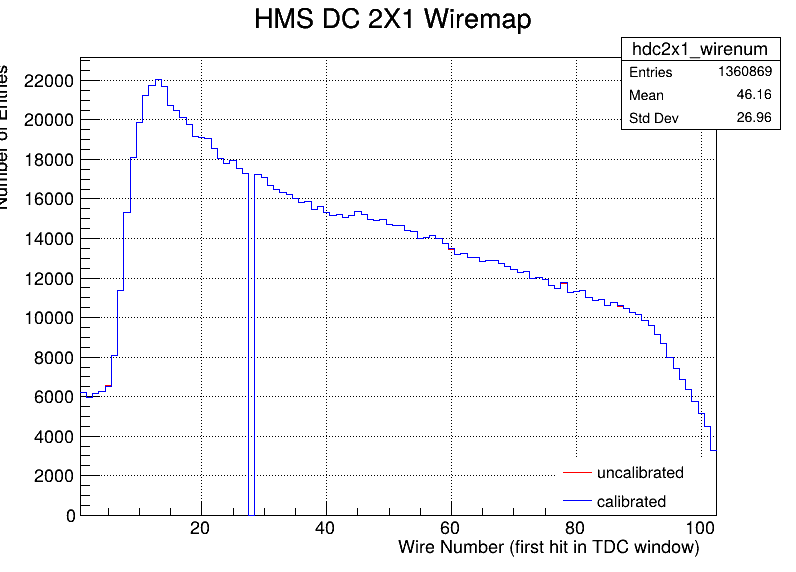 HMS DC 2X1 Wiremap
hdc2x1_wirenum
Entries 1360869
Mean 46.16
Std Dev 26.96
Number of Entries
22000
20000
18000
16000
14000
12000
10000
8000
6000
4000
2000
0
uncalibrated
calibrated
20 40 60 80 100
Wire Number (first hit in TDC window)